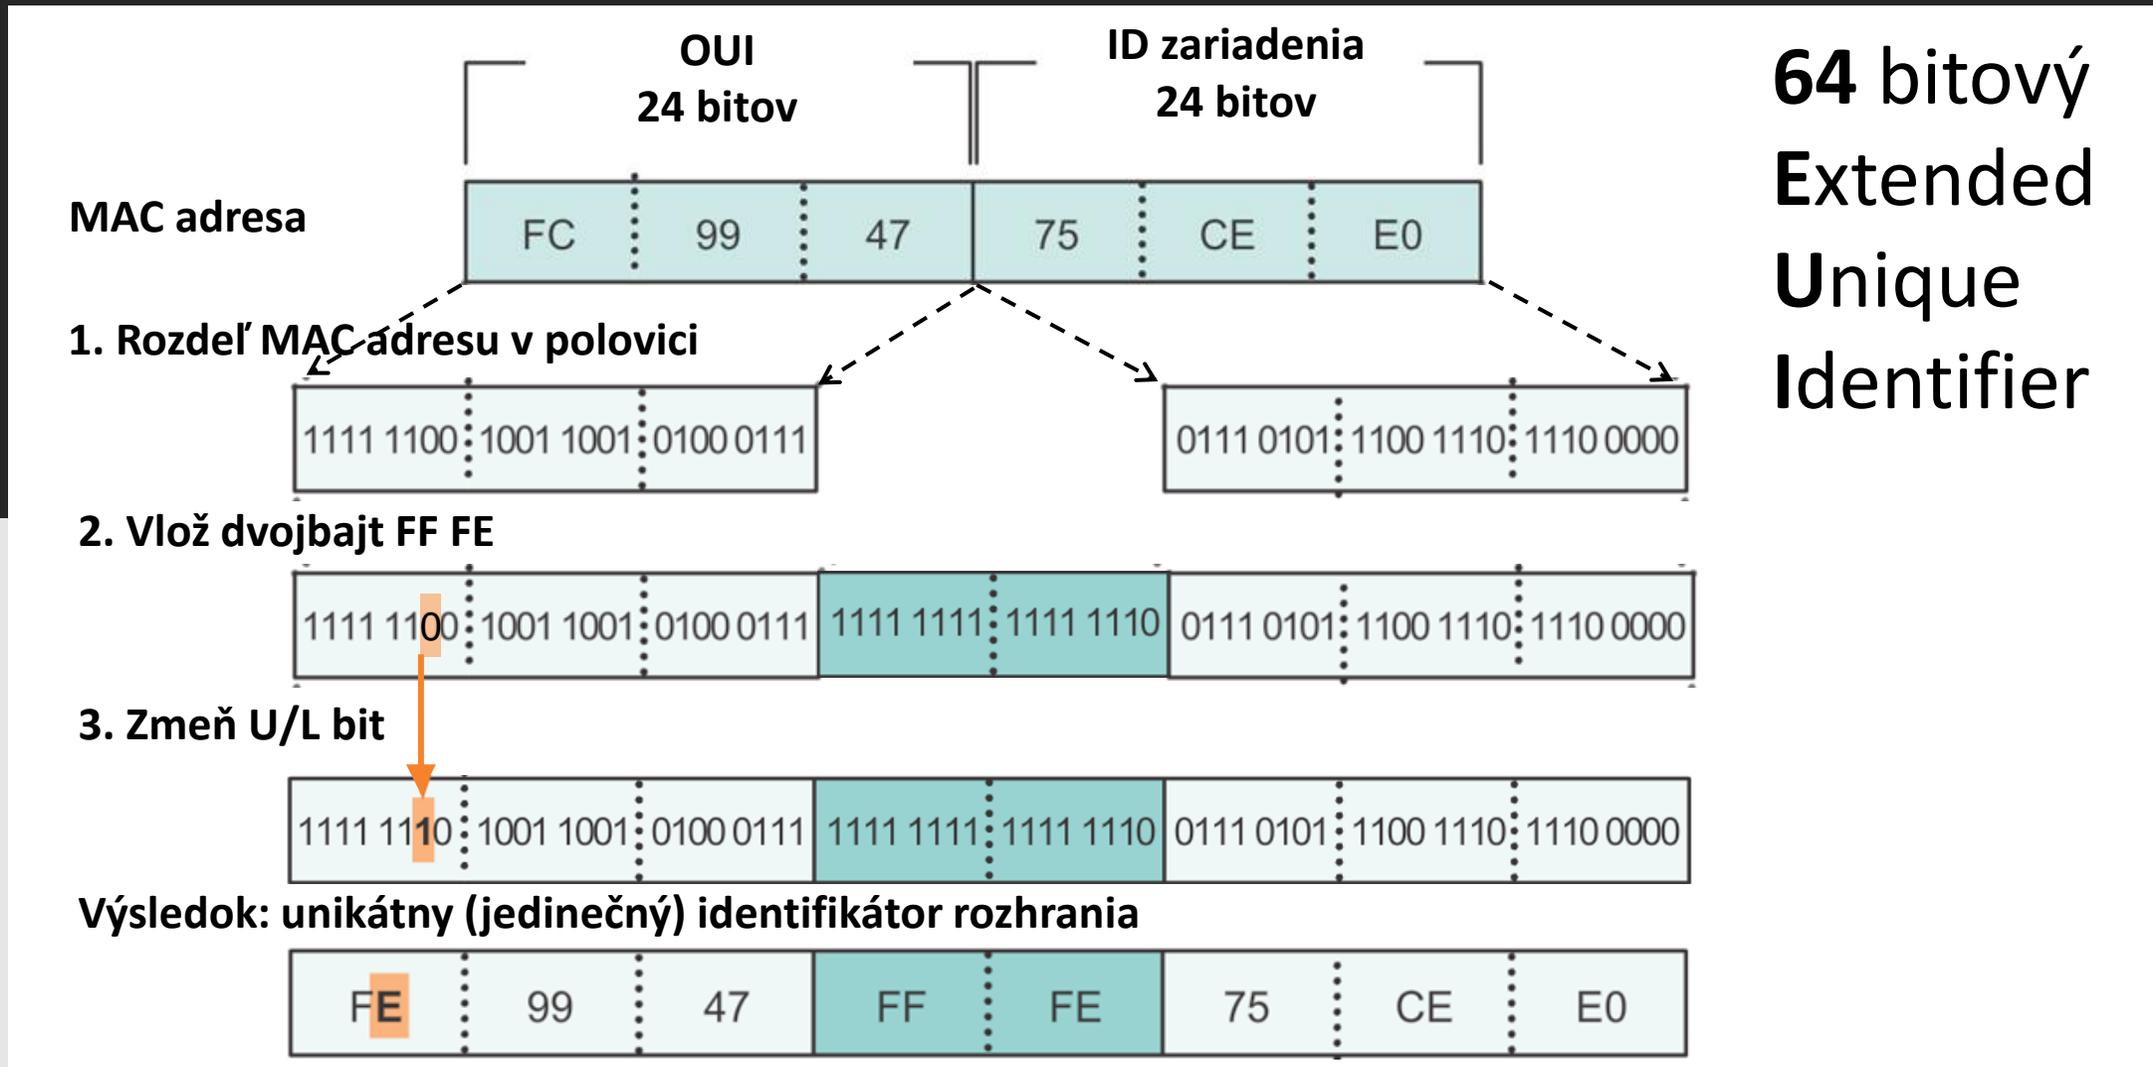 OUI
24 bitov
ID zariadenia
24 bitov
64 bitový
Extended
Unique
Identifier
MAC adresa
FC 99 47 75 CE E0
1. Rozdeľ MAC adresu v polovici
1111 1100 1001 1001 0100 0111 0111 0101 1100 1110 1110 0000
2. Vlož dvojbajt FF FE
1111 1100 1001 1001 0100 0111 1111 1111 1111 1110 0111 0101 1100 1110 1110 0000
3. Zmeň U/L bit
1111 1110 1001 1001 0100 0111 1111 1111 1111 1110 0111 0101 1100 1110 1110 0000
Výsledok: unikátny (jedinečný) identifikátor rozhrania
FE 99 47 FF FE 75 CE E0